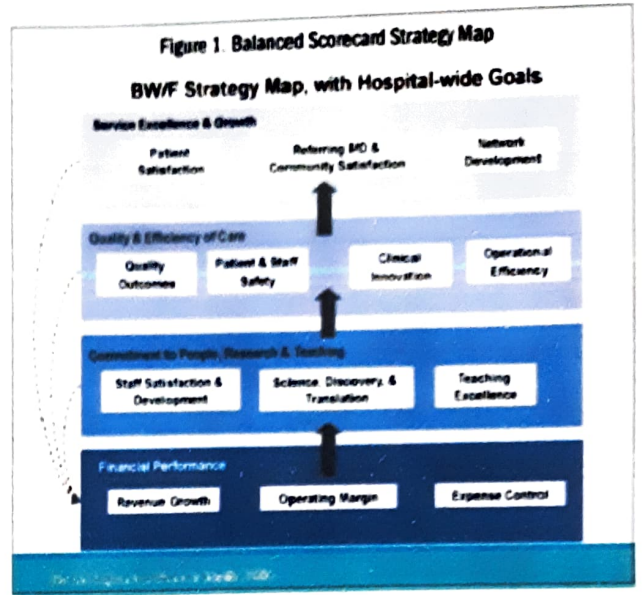 Figure 1. Balanced Scorecard Strategy Map
BW/F Strategy Map, with Hospital-wide Goals
Service Excellence & Growth
Patient
Satisfaction
Referring MD &
Community Satisfaction
Network
Development
Quality & Efficiency of Care
Quality
Outcomes
Patient & Staff
Safety
Clinical
Innovation
Operational
Efficiency
Commitment to People, Research & Teaching
Staff Satisfaction &
Development
Science, Discovery, &
Translation
Teaching
Excellence
Financial Performance
Revenue Growth
Operating Margin
Expense Control